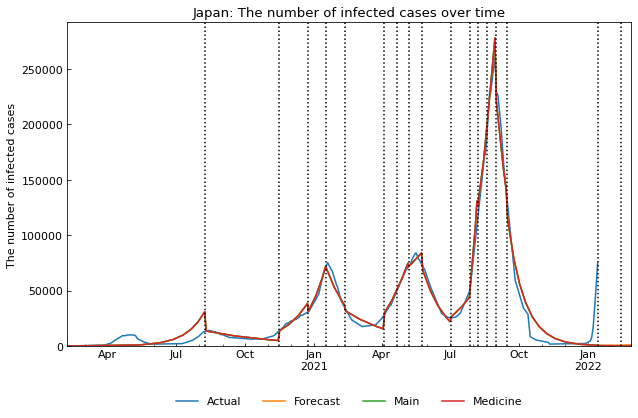 Japan: The number of infected cases over time
The number of infected cases
250000
200000
150000
100000
50000
0
Apr Jul Oct Jan Apr Jul Oct Jan
2021 2022
Actual Forecast Main Medicine